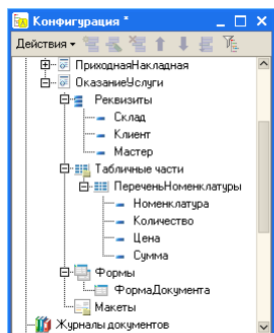 Конфигурация *
Действия
ПриходнаяНакладная
ОказаниеУслуги
Реквизиты
Склад
Клиент
Мастер
Табличные части
ПереченьНоменклатуры
Номенклатура
Количество
Цена
Сумма
Формы
ФормаДокумента
Макеты
Журналы документов